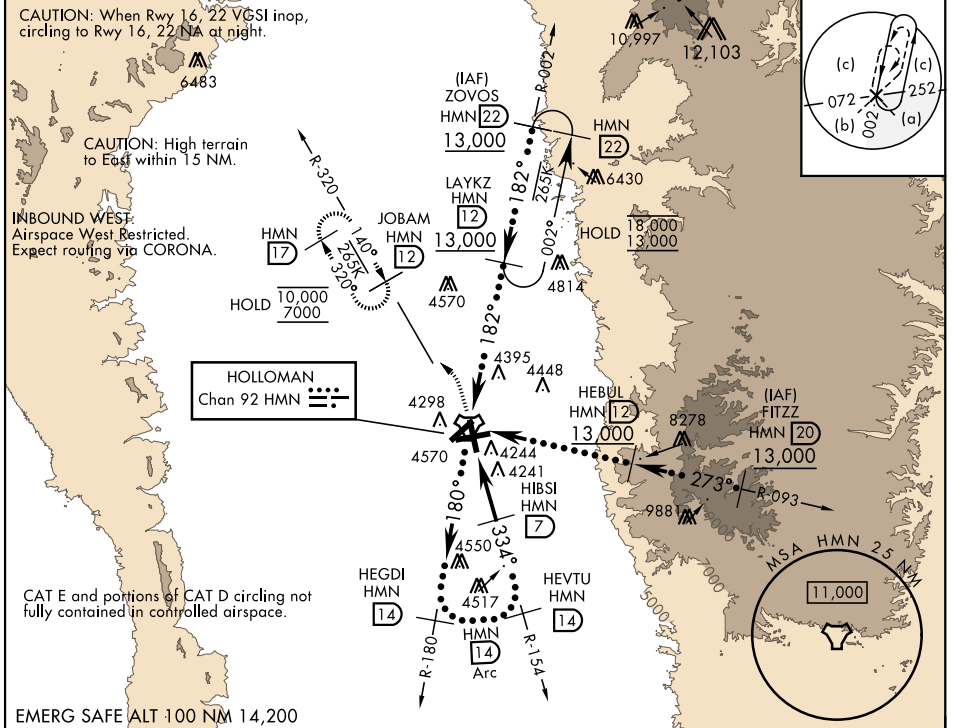 CAUTION: When Rwy 16, 22 VGSI inop,
circling to Rwy 16, 22 NA at night.
6483
CAUTION: High terrain
to East within 15 NM.
INBOUND WEST:
Airspace West Restricted.
Expect routing via CORONA.
(IAF)
ZOVOS
HMN 22
13,000
R-002
HMN
22
10,997
12,103
(c)
(c)
072
252
(b)
(a)
002
182°
265K
002°
6430
HOLD 18,000
13,000
LAYKZ
HMN
12
13,000
4814
4570
R-320
JOBAM
HMN
12
HMN
17
140°
265K
320°
HOLD 10,000
7000
182°
4395
4448
HOLLOMAN
Chan 92 HMN
4298
4570
4244
4241
HEBUL
HMN 12
13,000
8278
(IAF)
FITZZ
HMN 20
13,000
273°
R-093
9881
180°
HIBSI
HMN
7
334°
4550
4517
HEGDI
HMN
14
HEVTU
HMN
14
HMN
14
Arc
R-180
R-154
CAT E and portions of CAT D circling not
fully contained in controlled airspace.
MSA HMN 25 NM
11,000
EMERG SAFE ALT 100 NM 14,200